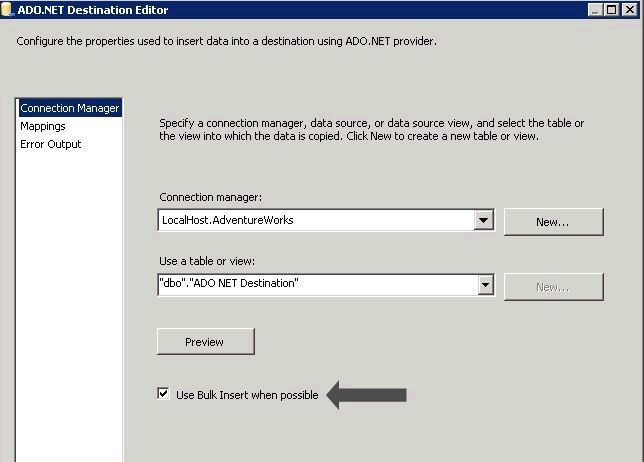 ADO.NET Destination Editor
Configure the properties used to insert data into a destination using ADO.NET provider.
Connection Manager
Mappings
Error Output
Specify a connection manager, data source, or data source view, and select the table or
the view into which the data is copied. Click New to create a new table or view.
Connection manager:
LocalHost.AdventureWorks
New...
Use a table or view:
"dbo"."ADO NET Destination"
New...
Preview
Use Bulk Insert when possible